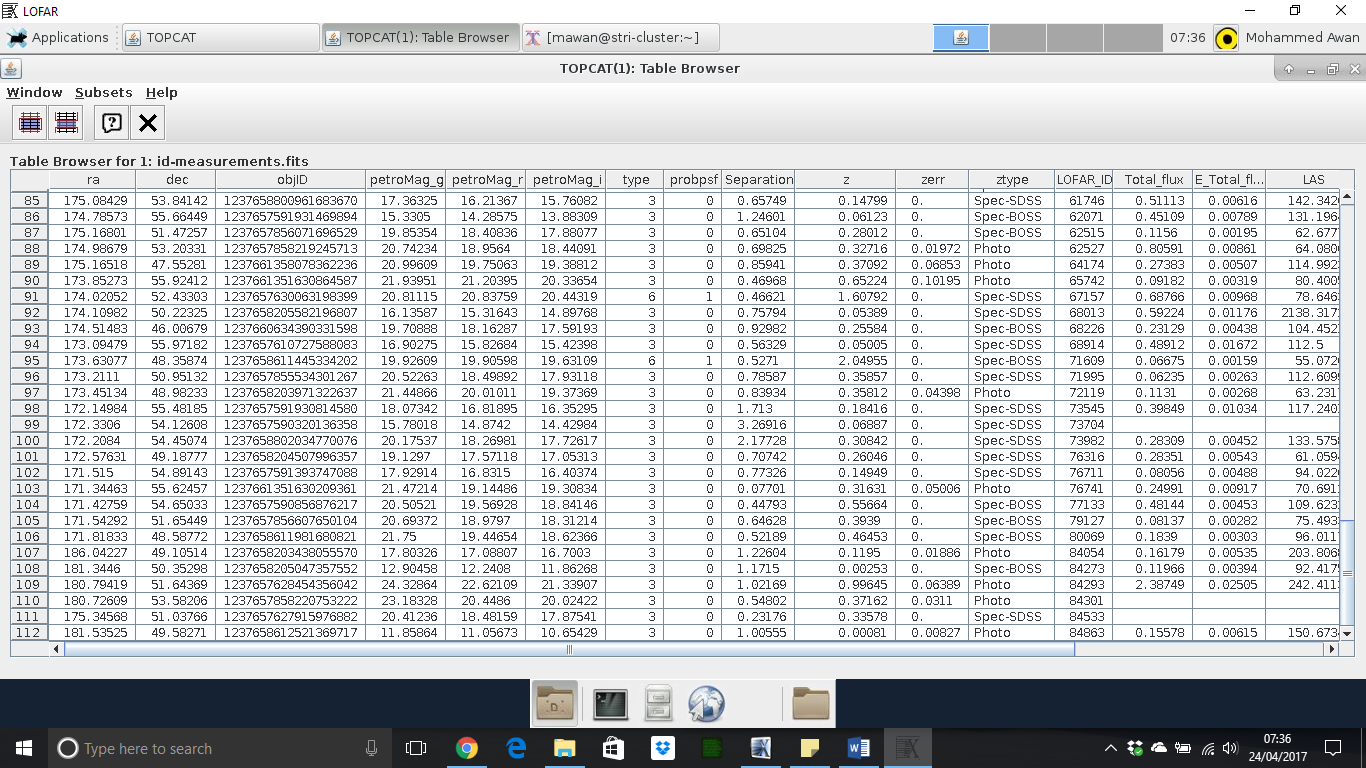 LOFAR
Applications TOPCAT TOPCAT(1): Table Browser [mawan@stri-cluster:~] 07:36 Mohammed Awan
TOPCAT(1): Table Browser
Window Subsets Help
Table Browser for 1: id-measurements.fits
ra dec objID petroMag_g petroMag_r petroMag_i type probpsf Separation z zerr ztype LOFAR_ID Total_flux E_Total_fl... LAS
85 175.08429 53.84142 1237658800961683670 17.36325 16.21367 15.76082 3 0 0.65749 0.14799 0. Spec-SDSS 61746 0.51113 0.00616 142.3426
86 174.78573 55.66449 1237657591931469894 15.3305 14.28575 13.88309 3 0 1.24601 0.06123 0. Spec-SDSS 62071 0.45109 0.00789 131.1964
87 175.16801 51.47257 1237657856071696529 19.85354 18.40836 17.88077 3 0 0.65104 0.28012 0. Spec-BOSS 62515 0.1156 0.00195 62.6777
88 174.98679 53.20331 1237658219245713 20.74234 18.9564 18.44091 3 0 0.69825 0.32716 0.01972 Photo 62527 0.80591 0.00861 64.0800
89 175.16518 47.55281 1237661358078362236 20.99609 19.75063 19.38812 3 0 0.85941 0.37092 0.06853 Photo 64174 0.27383 0.00507 114.992
90 173.85273 55.92412 1237661351630864587 21.93951 21.20395 20.33654 3 0 0.46968 0.65224 0.10195 Photo 65742 0.09182 0.00319 80.400
91 174.02052 52.43303 1237657630063198399 20.81115 20.83759 20.44319 6 1 0.46621 1.60792 0. Spec-SDSS 67157 0.68766 0.00968 78.646
92 174.10982 50.22325 1237658205582196807 16.13587 15.31643 14.89768 3 0 0.75794 0.05389 0. Spec-SDSS 68013 0.59224 0.01176 2138.317
93 174.51483 46.00679 1237660634390331598 19.70888 18.16287 17.59193 3 0 0.92982 0.25584 0. Spec-BOSS 68226 0.23129 0.00438 104.452
94 173.09479 55.97182 1237657610727588083 16.90275 15.82684 15.42398 3 0 0.56329 0.05005 0. Spec-SDSS 68914 0.48912 0.01672 112.5
95 173.63077 48.35874 1237658611445334202 19.92609 19.90598 19.63109 6 1 0.5271 2.04955 0. Spec-BOSS 71609 0.06675 0.00159 55.072
96 173.2111 50.95132 1237657855534301267 20.52263 18.49892 17.93118 3 0 0.78587 0.35857 0. Spec-SDSS 71995 0.06235 0.00263 112.609
97 173.45134 48.98233 1237658203971322637 21.44866 20.01011 19.37369 3 0 0.83934 0.35812 0.04398 Photo 72119 0.1131 0.00268 63.231
98 172.14984 55.48185 1237657591930814580 18.07342 16.81895 16.35295 3 0 1.713 0.18416 0. Spec-SDSS 73545 0.39849 0.01034 117.240
99 172.3306 54.12608 1237657590320136358 15.78018 14.8742 14.42984 3 0 3.26916 0.06887 0. Spec-SDSS 73704
100 172.2084 54.45074 1237658802034770076 20.17537 18.26981 17.72617 3 0 2.17728 0.30842 0. Spec-SDSS 73982 0.28309 0.00452 133.575
101 172.57631 49.18777 1237658204507996357 19.1297 17.57118 17.05313 3 0 0.70742 0.26046 0. Spec-SDSS 76316 0.28351 0.00543 61.059
102 171.515 54.89143 1237657591393747088 17.92914 16.8315 16.40374 3 0 0.77326 0.14949 0. Spec-SDSS 76711 0.08056 0.00488 94.022
103 171.34463 55.62457 1237661351630209361 21.47214 19.14486 19.30834 3 0 0.07701 0.31631 0.05006 Photo 76741 0.24991 0.00917 70.691
104 171.42759 54.65033 1237657590856876217 20.50521 19.56928 18.84146 3 0 0.44793 0.55664 0. Spec-BOSS 77133 0.48144 0.00453 109.623
105 171.54292 51.65449 1237657856607650104 20.69372 18.9797 18.31214 3 0 0.64628 0.3939 0. Spec-BOSS 79127 0.08137 0.00282 75.493
106 171.81833 48.58772 1237658611981680821 21.75 19.44654 18.62366 3 0 0.52189 0.46453 0. Spec-BOSS 80069 0.1839 0.00303 96.011
107 186.04227 49.10514 1237658203438055570 17.80326 17.08807 16.7003 3 0 1.22604 0.1195 0.01886 Photo 84054 0.16179 0.00535 203.806
108 181.3446 50.35298 1237658205047357552 12.90458 12.2408 11.86268 3 0 1.1715 0.00253 0. Spec-BOSS 84273 0.11966 0.00394 92.417
109 180.79419 51.64369 1237657628454356042 24.32864 22.62109 21.33907 3 0 1.02169 0.99645 0.06389 Photo 84293 2.38749 0.02505 242.411
110 180.72609 53.58206 1237657858220753222 23.18328 20.4486 20.02422 3 0 0.54802 0.37162 0.0311 Photo 84301
111 175.34568 51.03766 1237657627915976882 20.41236 18.48159 17.87541 3 0 0.23176 0.33578 0. Spec-SDSS 84533
112 181.53525 49.58271 1237658612521369717 11.85864 11.05673 10.65429 3 0 1.00555 0.00081 0.00827 Photo 84863 0.15578 0.00615 150.673
Type here to search
07:36
24/04/2017